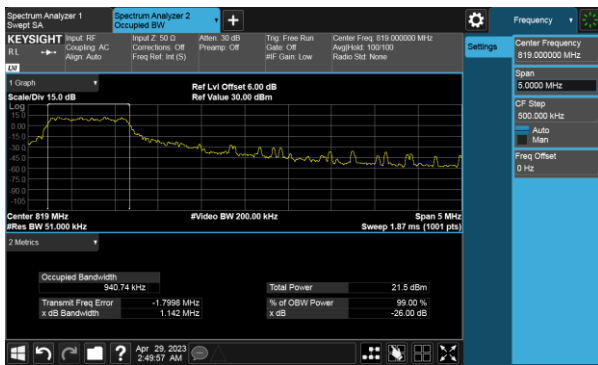 Spectrum Analyzer 1
Swept SA
Spectrum Analyzer 2
Occupied BW
+
Frequency
KEYSIGHT
RL
Input: RF
Coupling: AC
Align: Auto
Input Z: 50 Ω
Corrections: Off
Freq Ref: Int (S)
Atten: 30 dB
Preamp: Off
Trig: Free Run
Gate: Off
#IF Gain: Low
Center Freq: 819.000000 MHz
Avg|Hold: 100/100
Radio Std: None
Settings
Center Frequency
819.000000 MHz
Span
5.0000 MHz
CF Step
500.000 kHz
Auto
Man
Freq Offset
0 Hz
LXI
1 Graph
Scale/Div 15.0 dB
Ref Lvl Offset 6.00 dB
Ref Value 30.00 dBm
Log
15.0
0.00
-15.0
-30.0
-45.0
-60.0
-75.0
-90.0
-105
Center 819 MHz
#Res BW 51.000 kHz
#Video BW 200.00 kHz
Span 5 MHz
Sweep 1.87 ms (1001 pts)
2 Metrics
Occupied Bandwidth
940.74 kHz
Total Power 21.5 dBm
Transmit Freq Error -1.7998 MHz
% of OBW Power 99.00 %
x dB Bandwidth 1.142 MHz
x dB -26.00 dB
?
Apr 29, 2023
2:49:57 AM